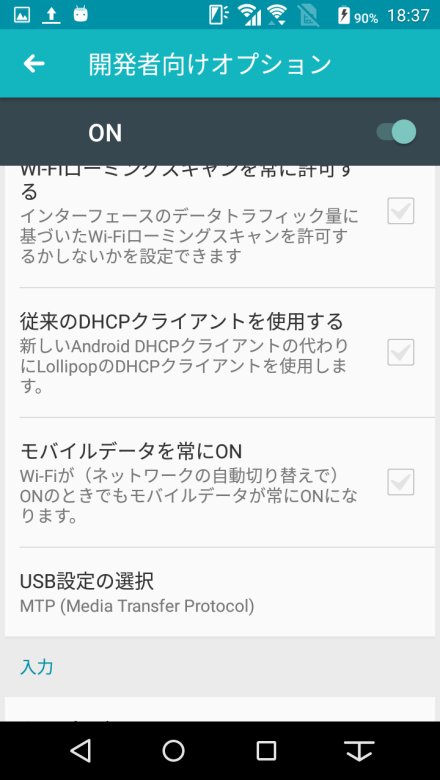 90% 18:37
開発者向けオプション
ON
Wi-Fiローミングスキャンを常に許可す
る
インターフェースのデータトラフィック量に
基づいたWi-Fiローミングスキャンを許可す
るかしないかを設定できます
従来のDHCPクライアントを使用する
新しいAndroid DHCPクライアントの代わり
にLollipopのDHCPクライアントを使用しま
す。
モバイルデータを常にON
Wi-Fiが（ネットワークの自動切り替えで）
ONのときでもモバイルデータが常にONにな
ります。
USB設定の選択
MTP (Media Transfer Protocol)
入力